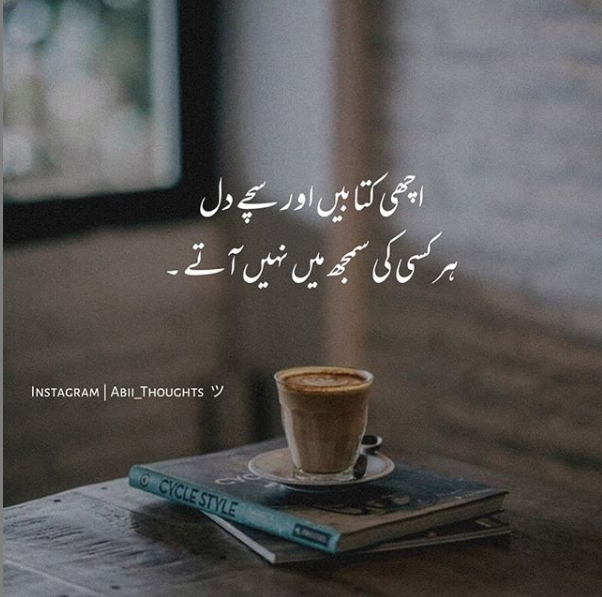 اچھی کتابیں اور سچے دل
ہر کسی کی سمجھ میں نہیں آتے ۔
INSTAGRAM | ABII_THOUGHTS ツ
CYCLE STYLE